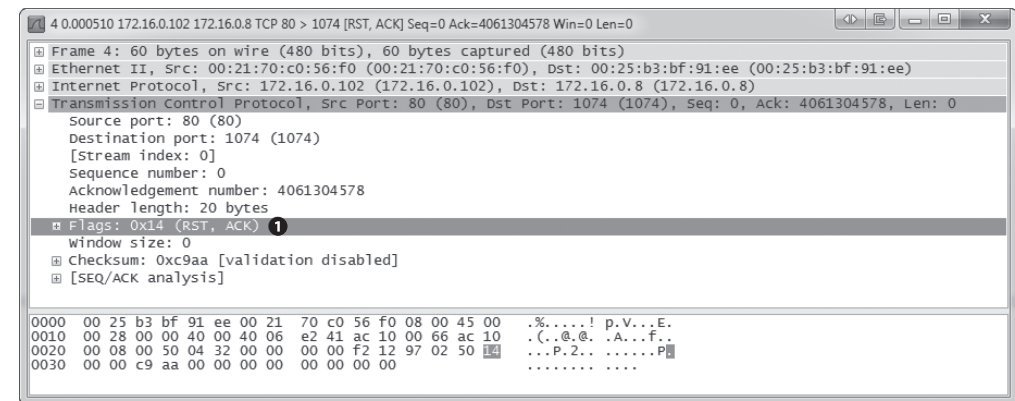 4 0.000510 172.16.0.102 172.16.0.8 TCP 80 > 1074 [RST, ACK] Seq=0 Ack=4061304578 Win=0 Len=0
Frame 4: 60 bytes on wire (480 bits), 60 bytes captured (480 bits)
Ethernet II, Src: 00:21:70:c0:56:f0 (00:21:70:c0:56:f0), Dst: 00:25:b3:bf:91:ee (00:25:b3:bf:91:ee)
Internet Protocol, Src: 172.16.0.102 (172.16.0.102), Dst: 172.16.0.8 (172.16.0.8)
Transmission Control Protocol, Src Port: 80 (80), Dst Port: 1074 (1074), Seq: 0, Ack: 4061304578, Len: 0
Source port: 80 (80)
Destination port: 1074 (1074)
[Stream index: 0]
Sequence number: 0
Acknowledgement number: 4061304578
Header length: 20 bytes
Flags: 0x14 (RST, ACK) 1
Window size: 0
Checksum: 0xc9aa [validation disabled]
[SEQ/ACK analysis]
0000 00 25 b3 bf 91 ee 00 21 70 c0 56 f0 08 00 45 00 .%.....! p.V...E.
0010 00 28 00 00 40 00 40 06 e2 41 ac 10 00 66 ac 10 .(..@.@. .A...f..
0020 00 08 00 50 04 32 00 00 00 00 f2 12 97 02 50 14 ...P.2.. ......P.
0030 00 00 c9 aa 00 00 00 00 00 00 00 00 ........ ....